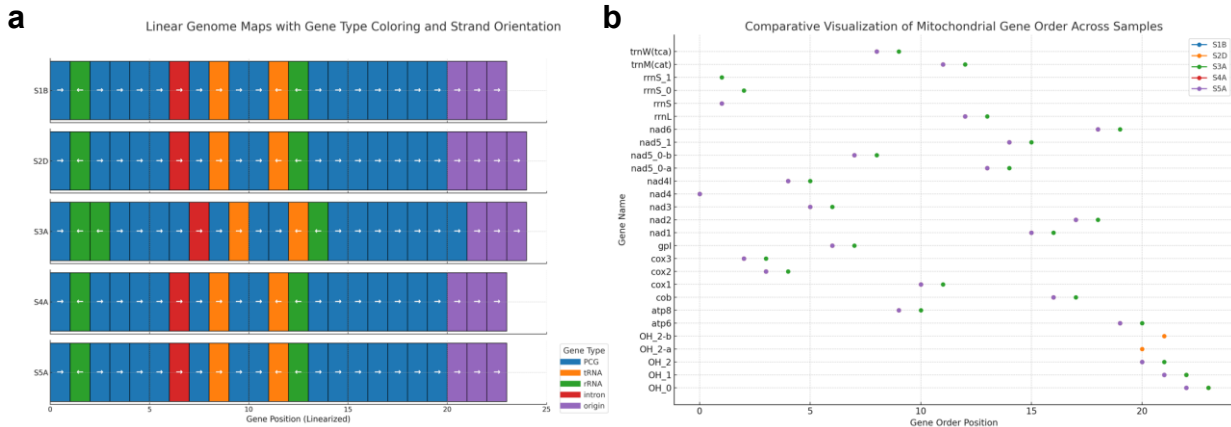 a
Linear Genome Maps with Gene Type Coloring and Strand Orientation
S1B
S2D
S3A
S4A
S5A
Gene Type
PCG
tRNA
rRNA
intron
origin
0 5 10 15 20 25
Gene Position (Linearized)
b
Comparative Visualization of Mitochondrial Gene Order Across Samples
Gene Name
trnW(tca)
trnM(cat)
rrnS_1
rrnS_0
rrnS
rrnL
nad6
nad5_1
nad5_0-b
nad5_0-a
nad4l
nad4
nad3
nad2
nad1
gpl
cox3
cox2
cox1
cob
atp8
atp6
OH_2-b
OH_2-a
OH_2
OH_1
OH_0
S1B
S2D
S3A
S4A
S5A
0 5 10 15 20
Gene Order Position